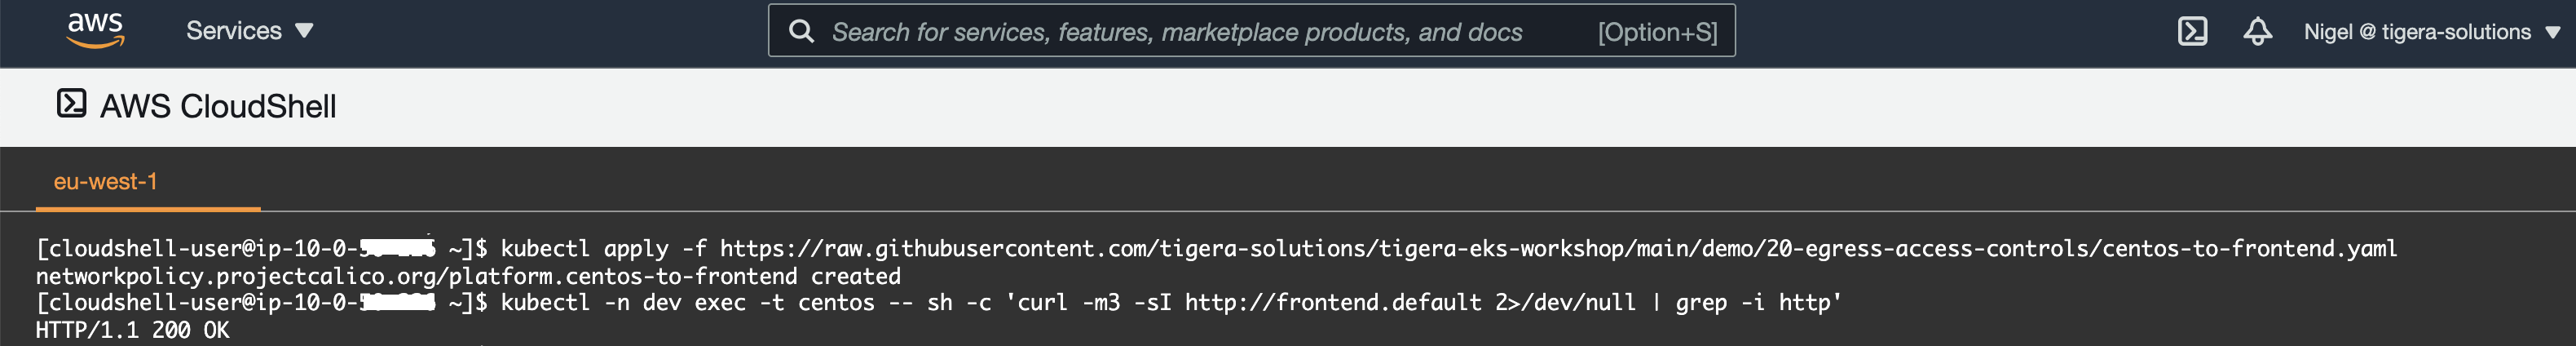 aws Services Search for services, features, marketplace products, and docs [Option+S] Nigel @ tigera-solutions
AWS CloudShell
eu-west-1
[cloudshell-user@ip-10-0- ~]$ kubectl apply -f https://raw.githubusercontent.com/tigera-solutions/tigera-eks-workshop/main/demo/20-egress-access-controls/centos-to-frontend.yaml
networkpolicy.projectcalico.org/platform.centos-to-frontend created
[cloudshell-user@ip-10-0- ~]$ kubectl -n dev exec -t centos -- sh -c 'curl -m3 -sI http://frontend.default 2>/dev/null | grep -i http'
HTTP/1.1 200 OK